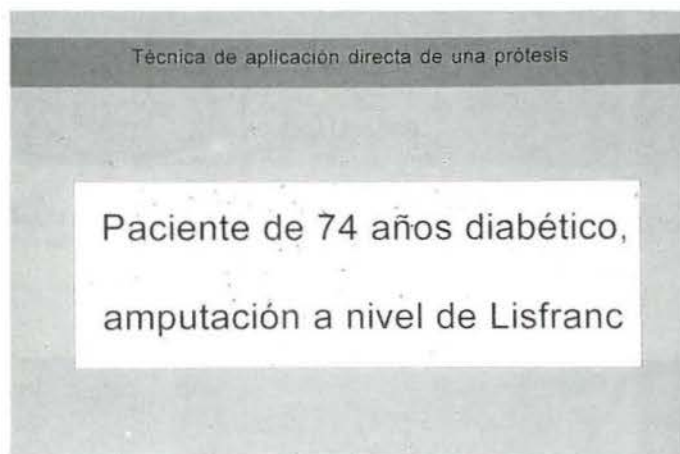 Técnica de aplicación directa de una prótesis
Paciente de 74 años diabético,
amputación a nivel de Lisfranc